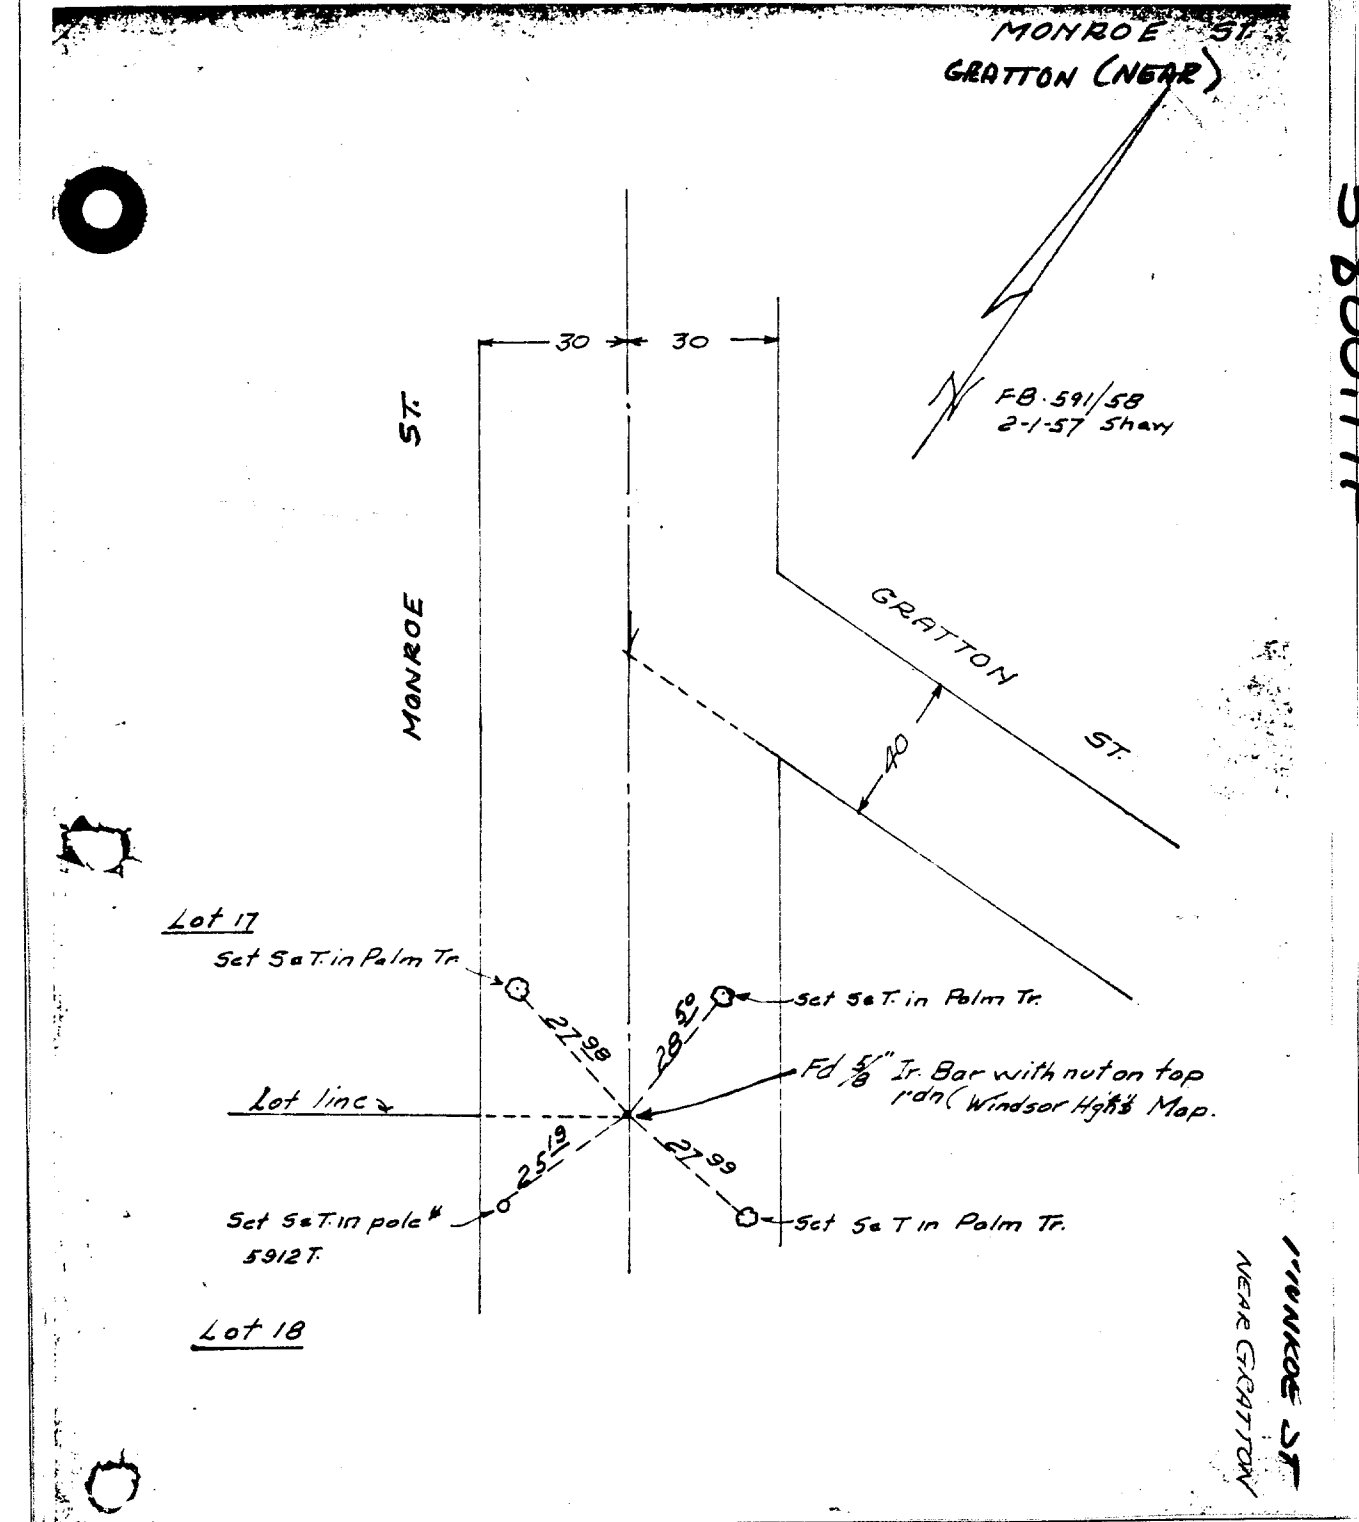 MONROE ST.
GRATTON (NEAR)
30 30
FB. 591/58
2-1-57 Shaw
MONROE ST.
GRATTON ST.
40
Lot 17
Set S&T. in Palm Tr.
Set S&T. in Palm Tr.
27 98
28 50
Fd 5/8" Ir. Bar with nut on top
Windsor Hghts Map.
Lot line
25 19
27 99
Set S&T. in pole #
5912 T.
Set S&T in Palm Tr.
Lot 18
MONROE ST
NEAR GRATTON